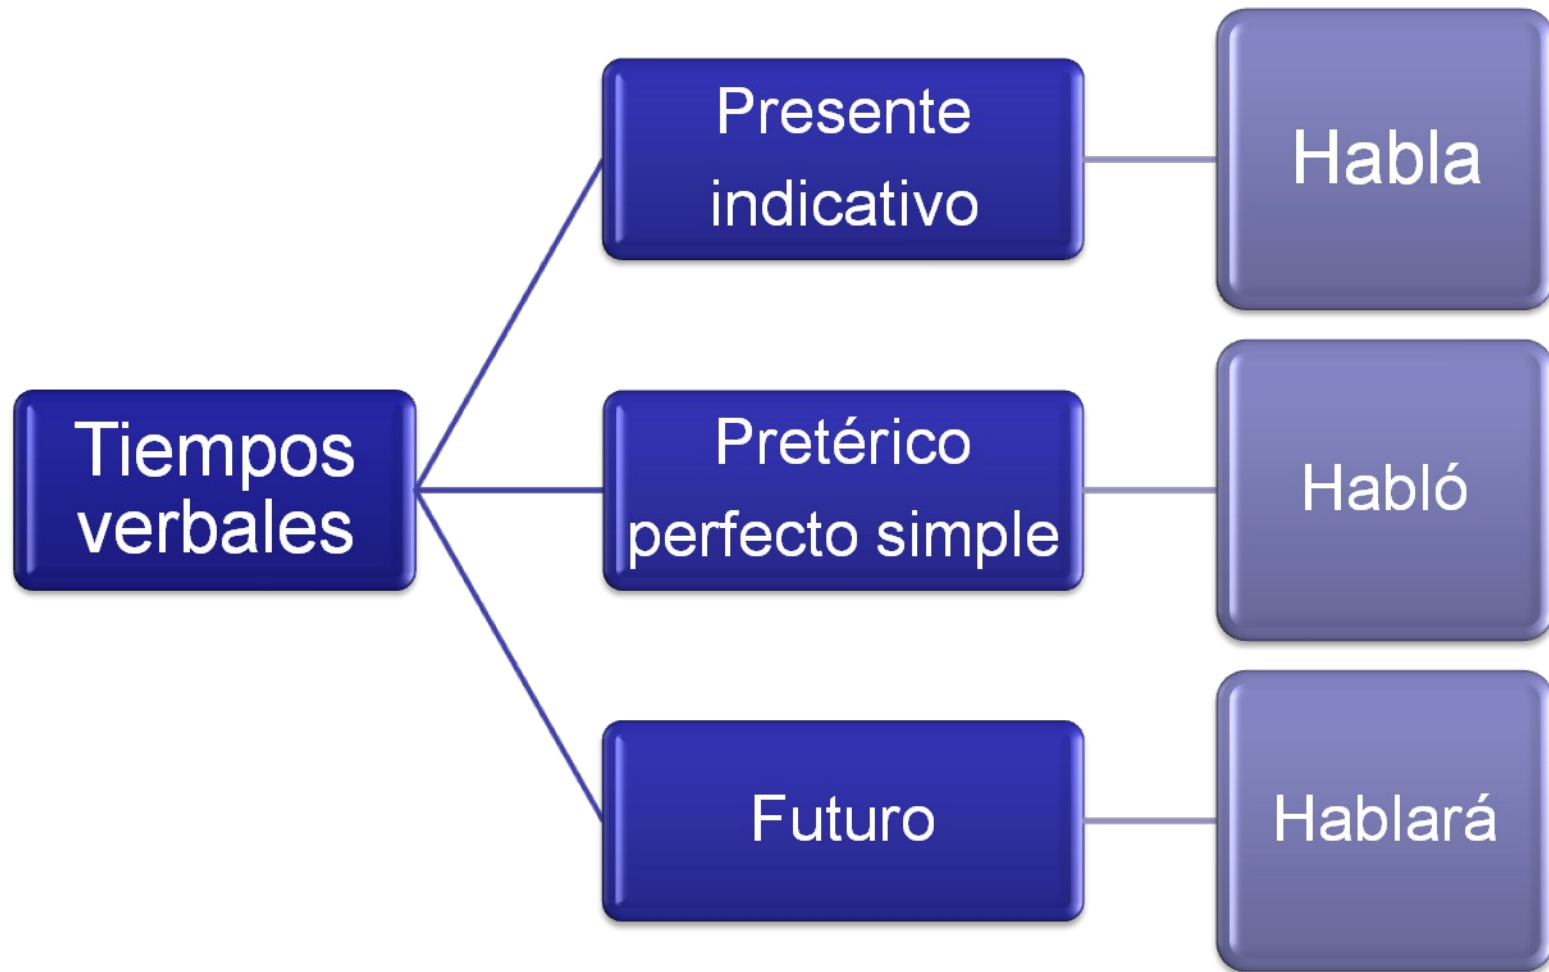 Tiempos
verbales
Presente
indicativo
Habla
Pretérico
perfecto simple
Habló
Futuro
Hablará